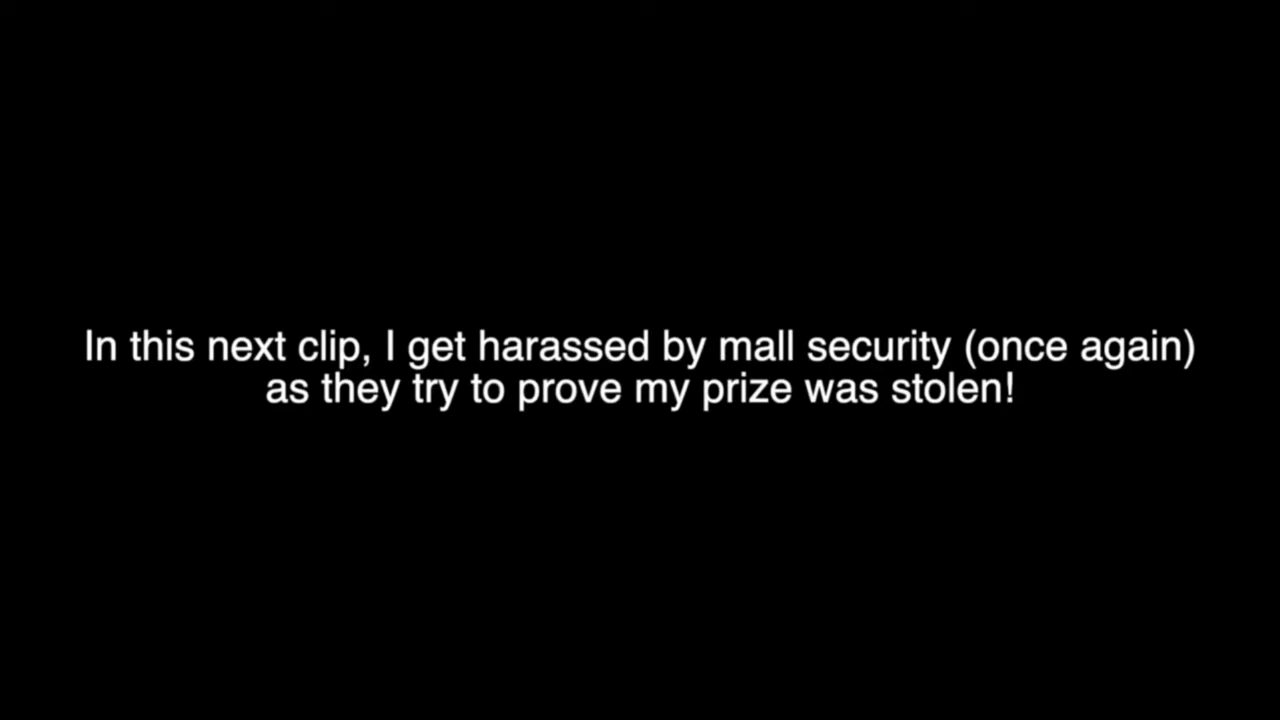 In this next clip, I get harassed by mall security (once again)
as they try to prove my prize was stolen!